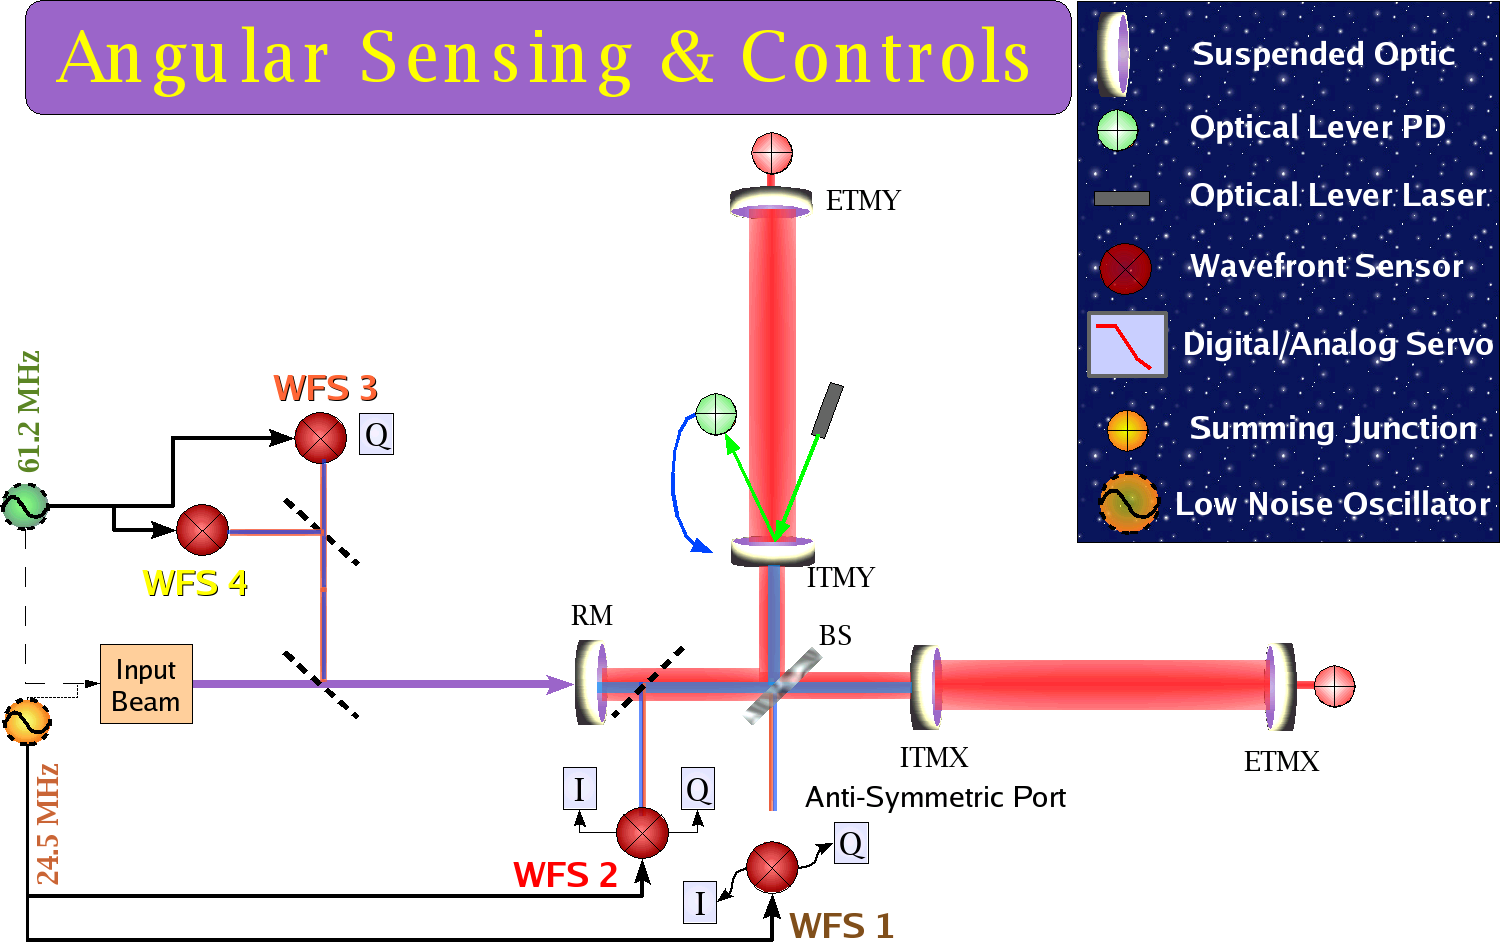 Angular Sensing & Controls
Suspended Optic
Optical Lever PD
Optical Lever Laser
Wavefront Sensor
Digital/Analog Servo
Summing Junction
Low Noise Oscillator
ETMY
61.2 MHz
WFS 3
Q
WFS 4
ITMY
RM
BS
Input
Beam
ITMX
ETMX
24.5 MHz
I
Q
Anti-Symmetric Port
WFS 2
Q
I
WFS 1